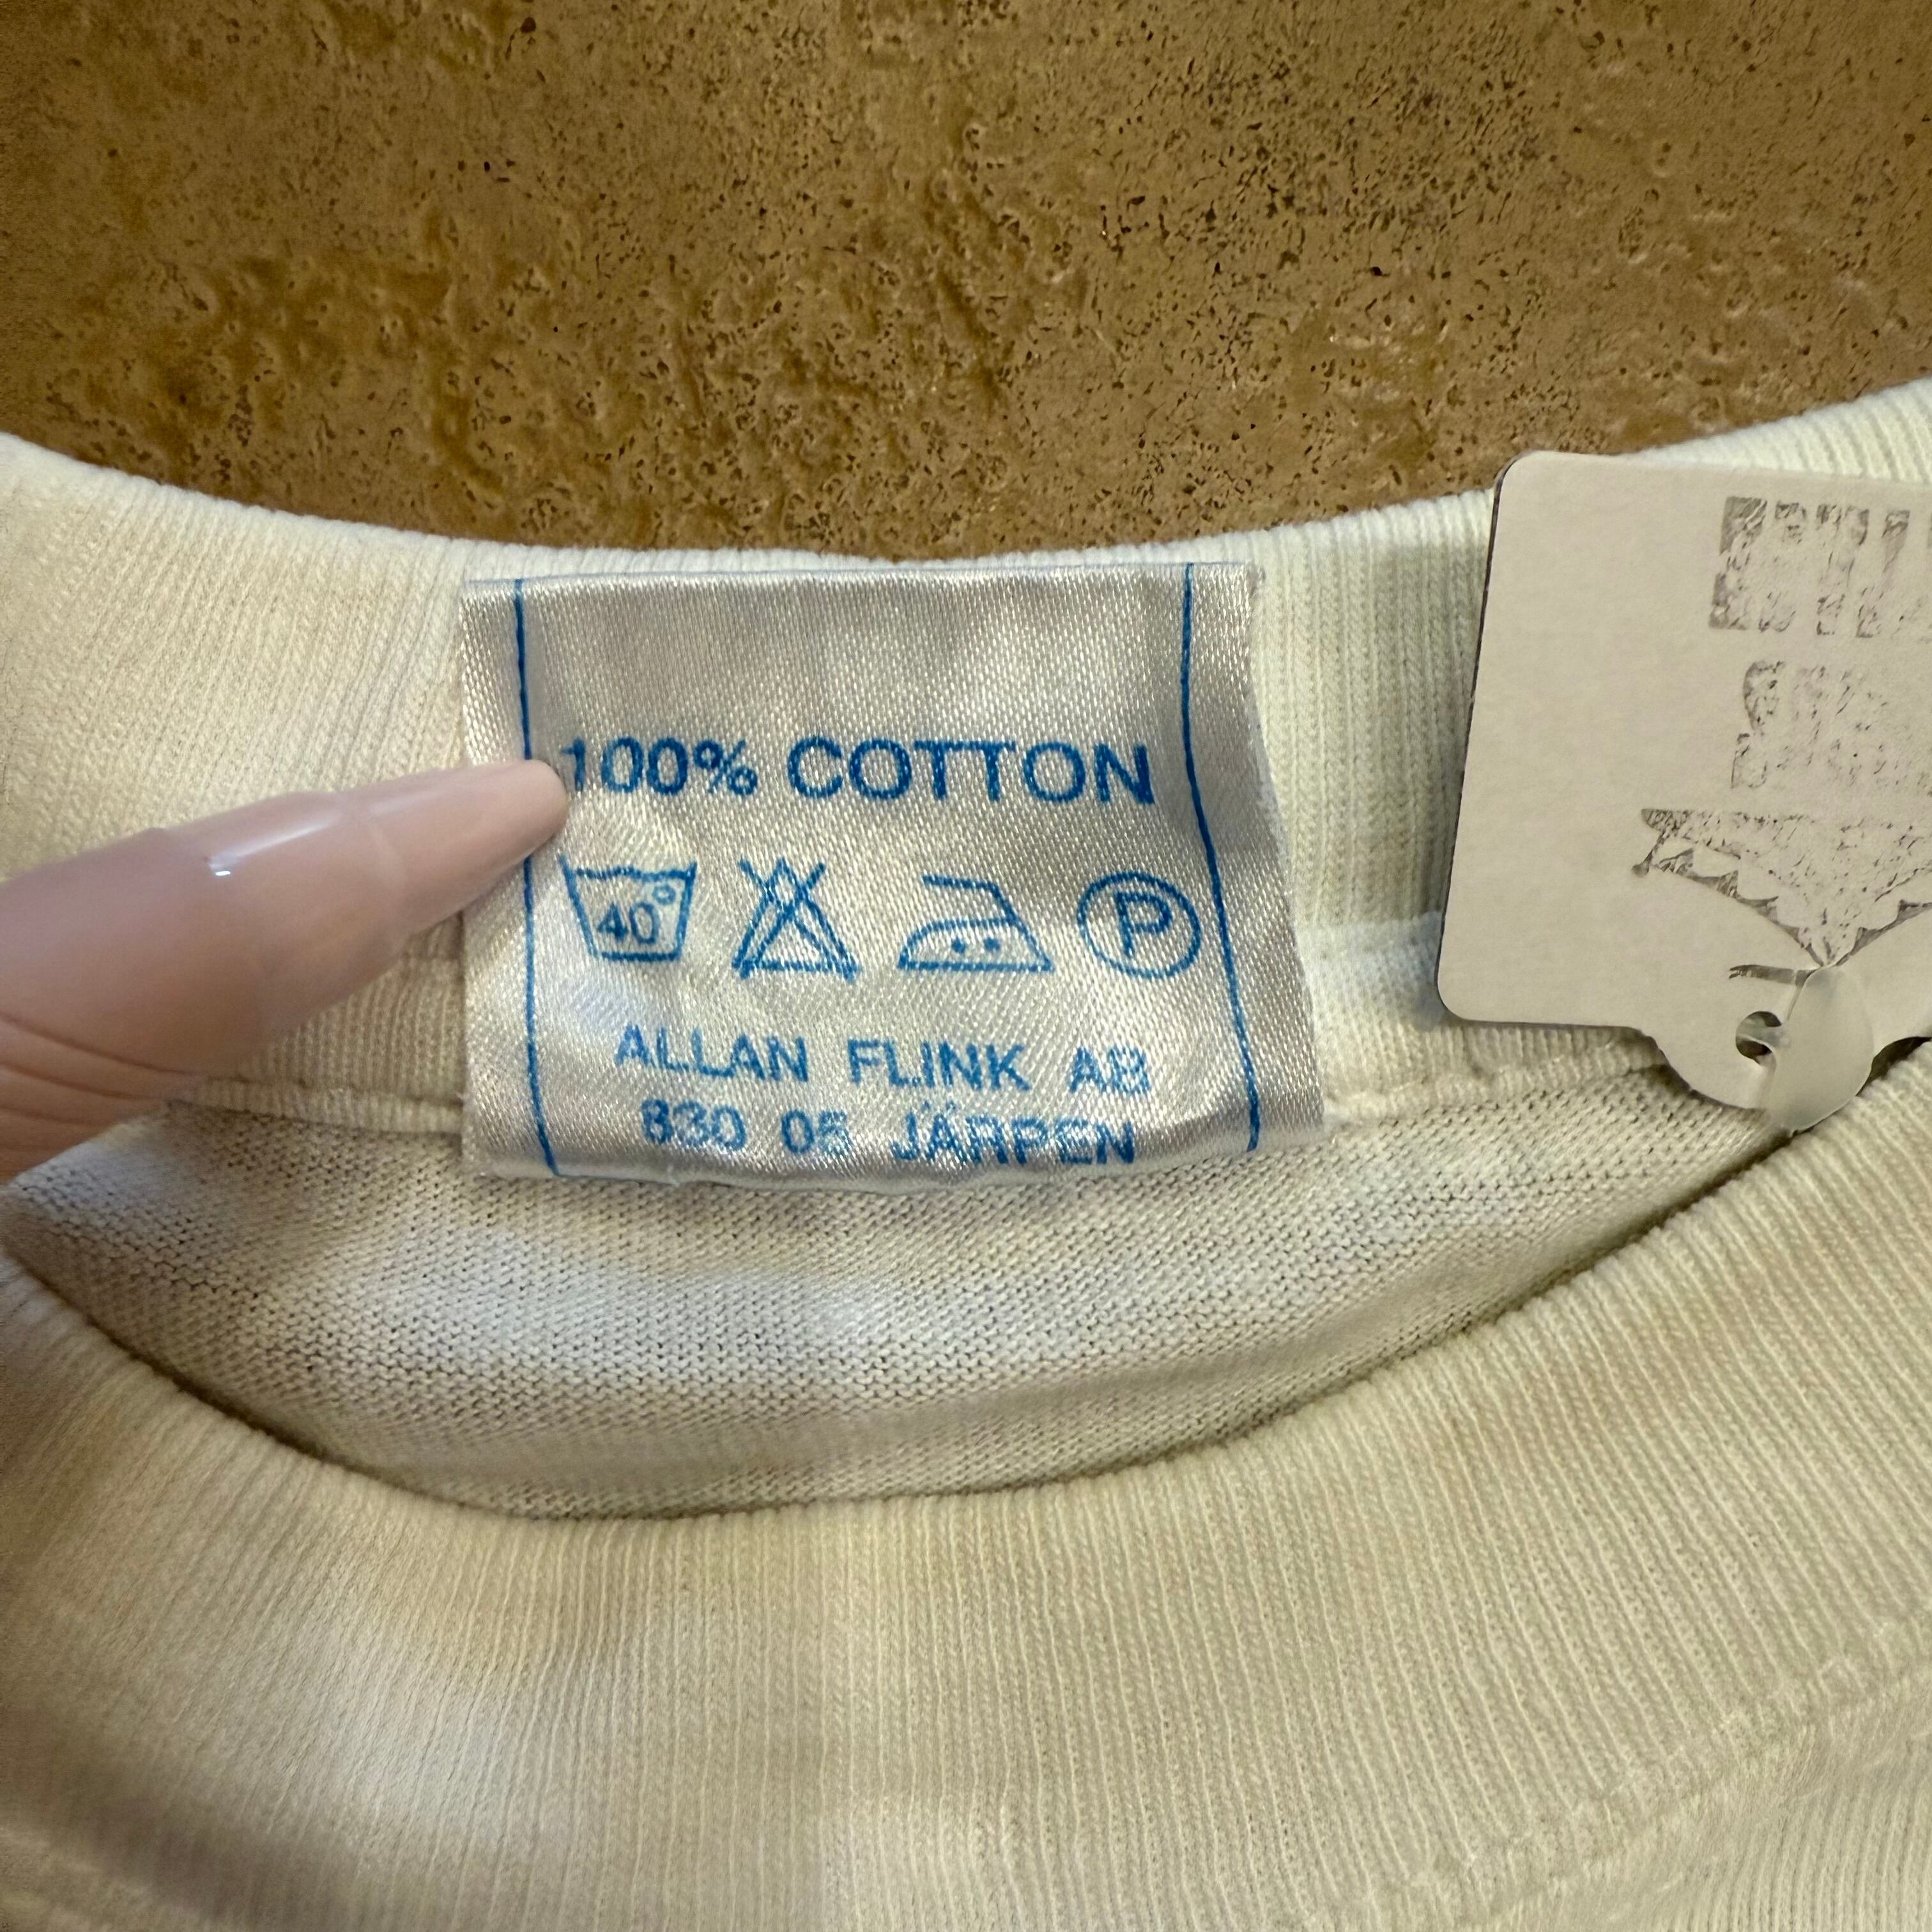 100% COTTON
40°
P
ALLAN FLINK AB
830 05 JÄRPEN